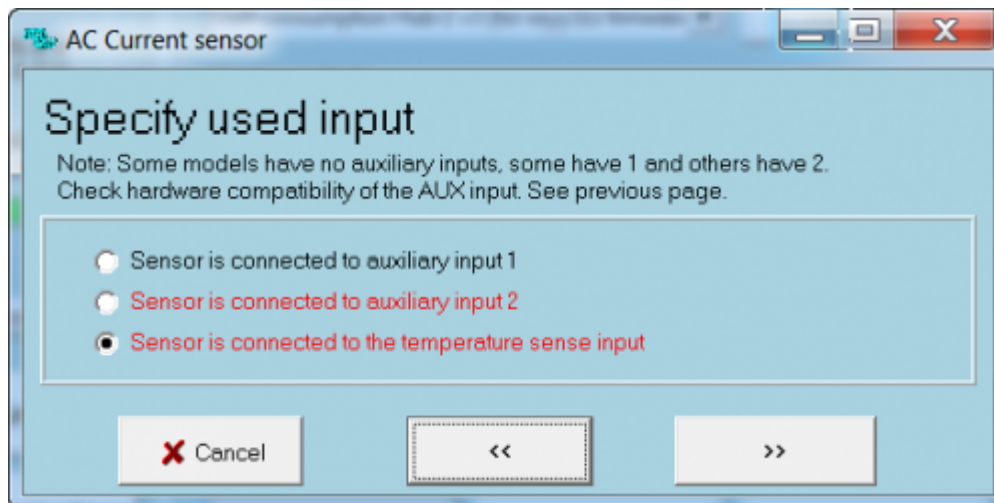 AC Current sensor
X
Specify used input
Note: Some models have no auxiliary inputs, some have 1 and others have 2.
Check hardware compatibility of the AUX input. See previous page.
Sensor is connected to auxiliary input 1
Sensor is connected to auxiliary input 2
Sensor is connected to the temperature sense input
Cancel
<<
>>